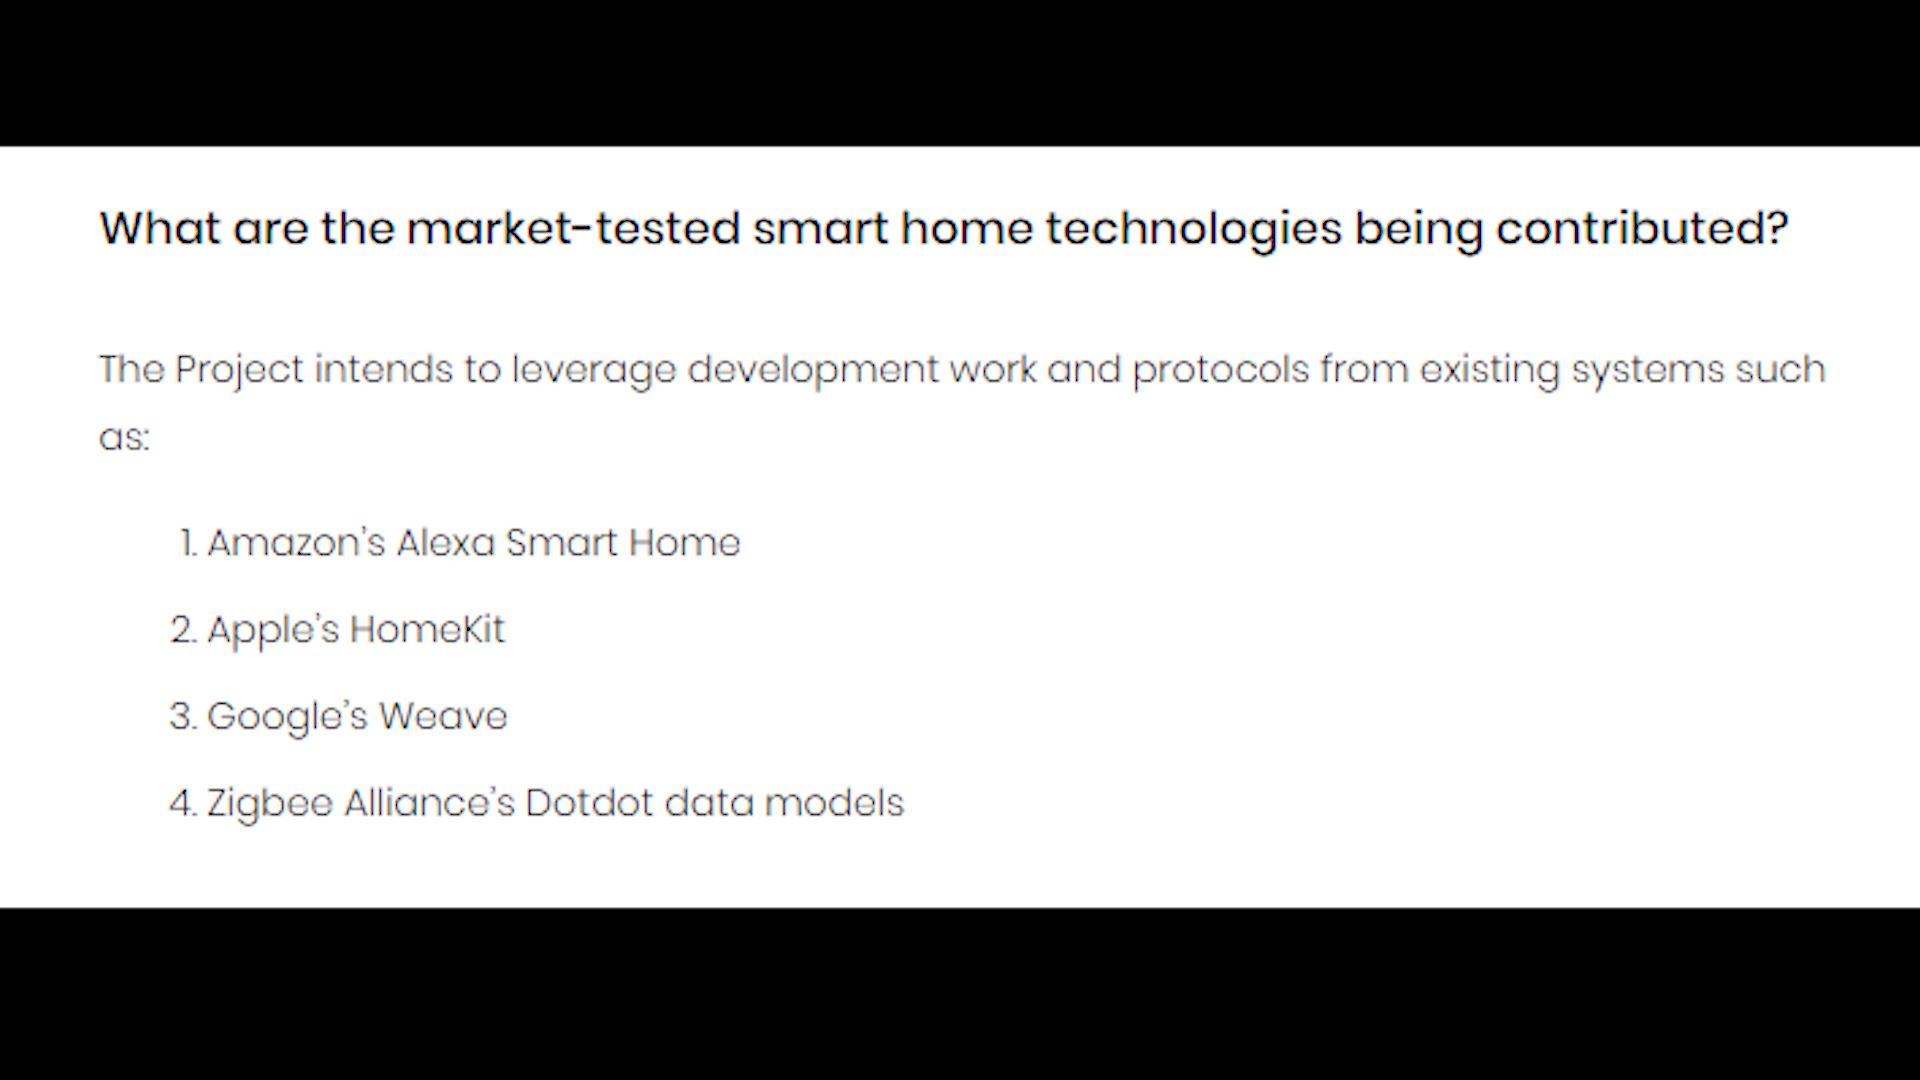 What are the market-tested smart home technologies being contributed?
The Project intends to leverage development work and protocols from existing systems such
as:
1. Amazon's Alexa Smart Home
2. Apple's HomeKit
3. Google's Weave
4. Zigbee Alliance's Dotdot data models